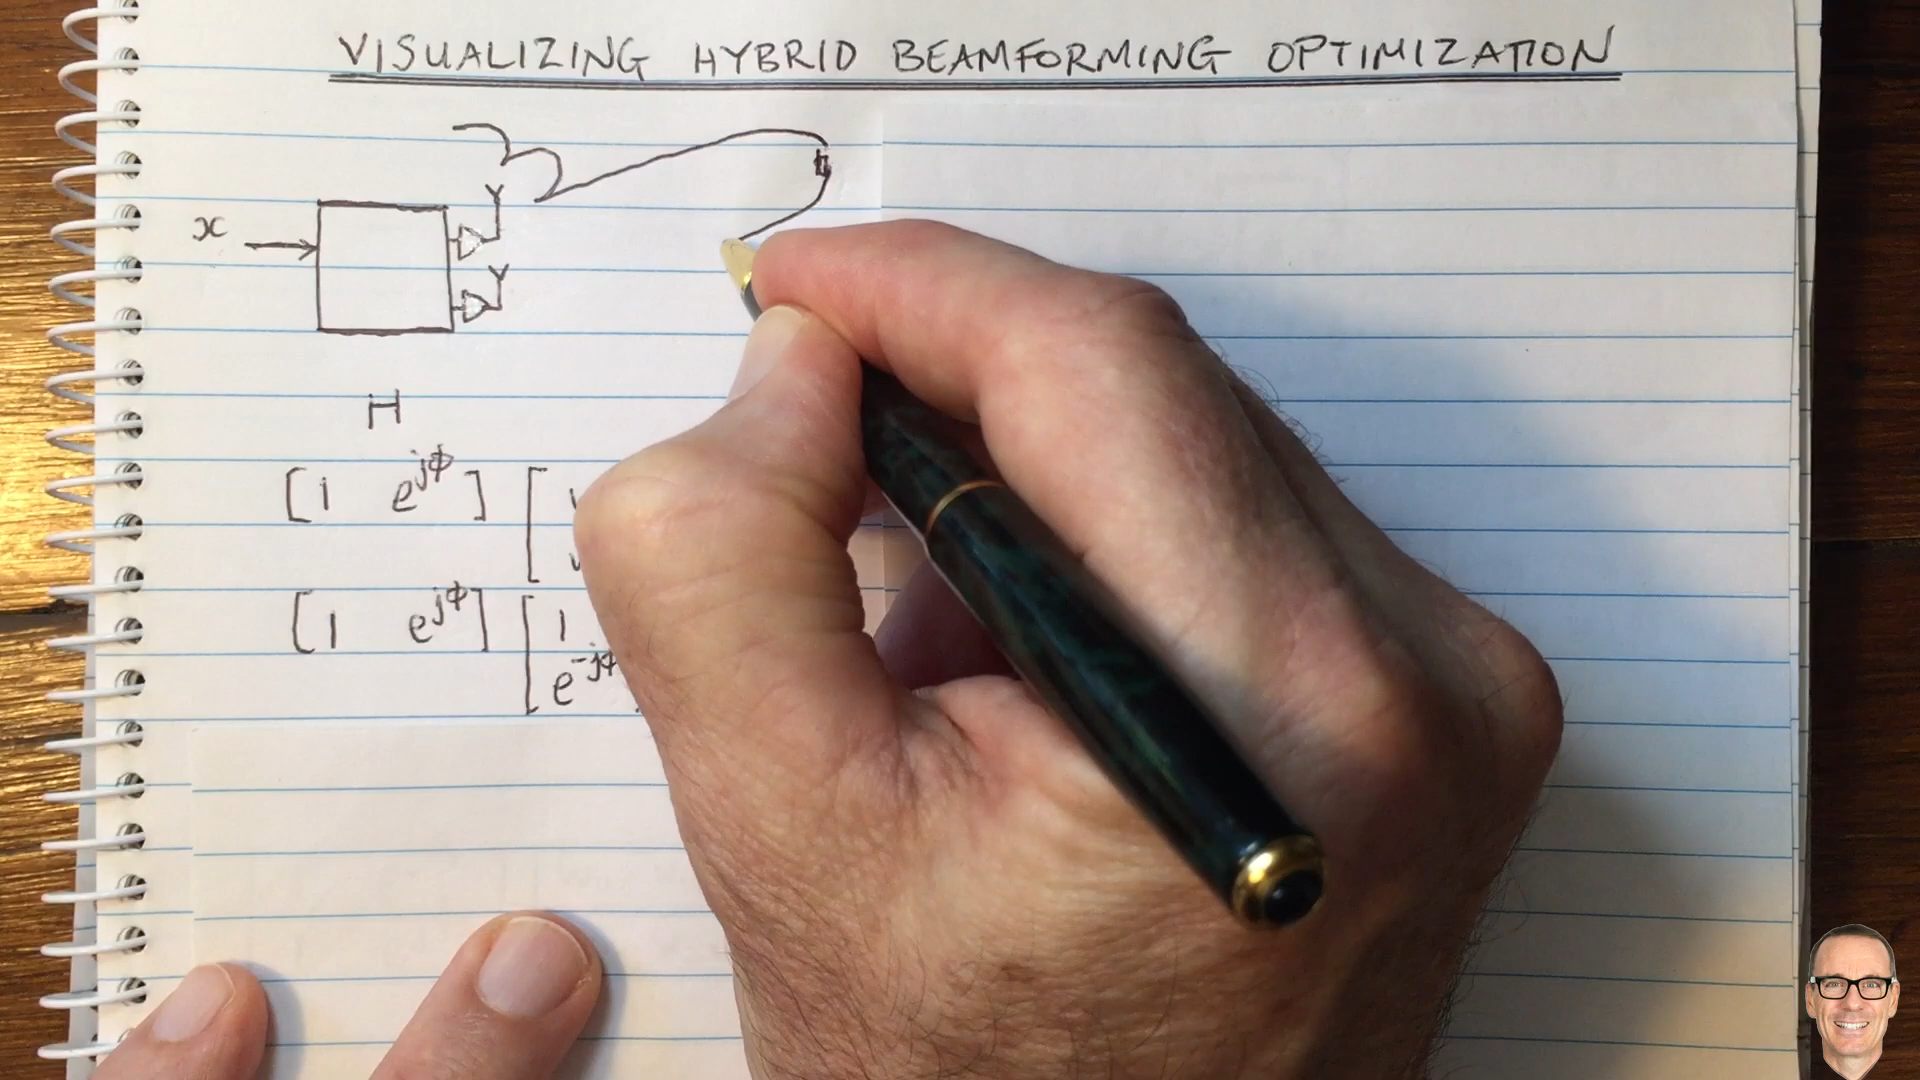 VISUALIZING HYBRID BEAMFORMING OPTIMIZATION
x
H
[1 e^{jϕ}] [
[1 e^{jϕ}] [1
e^{-jϕ}